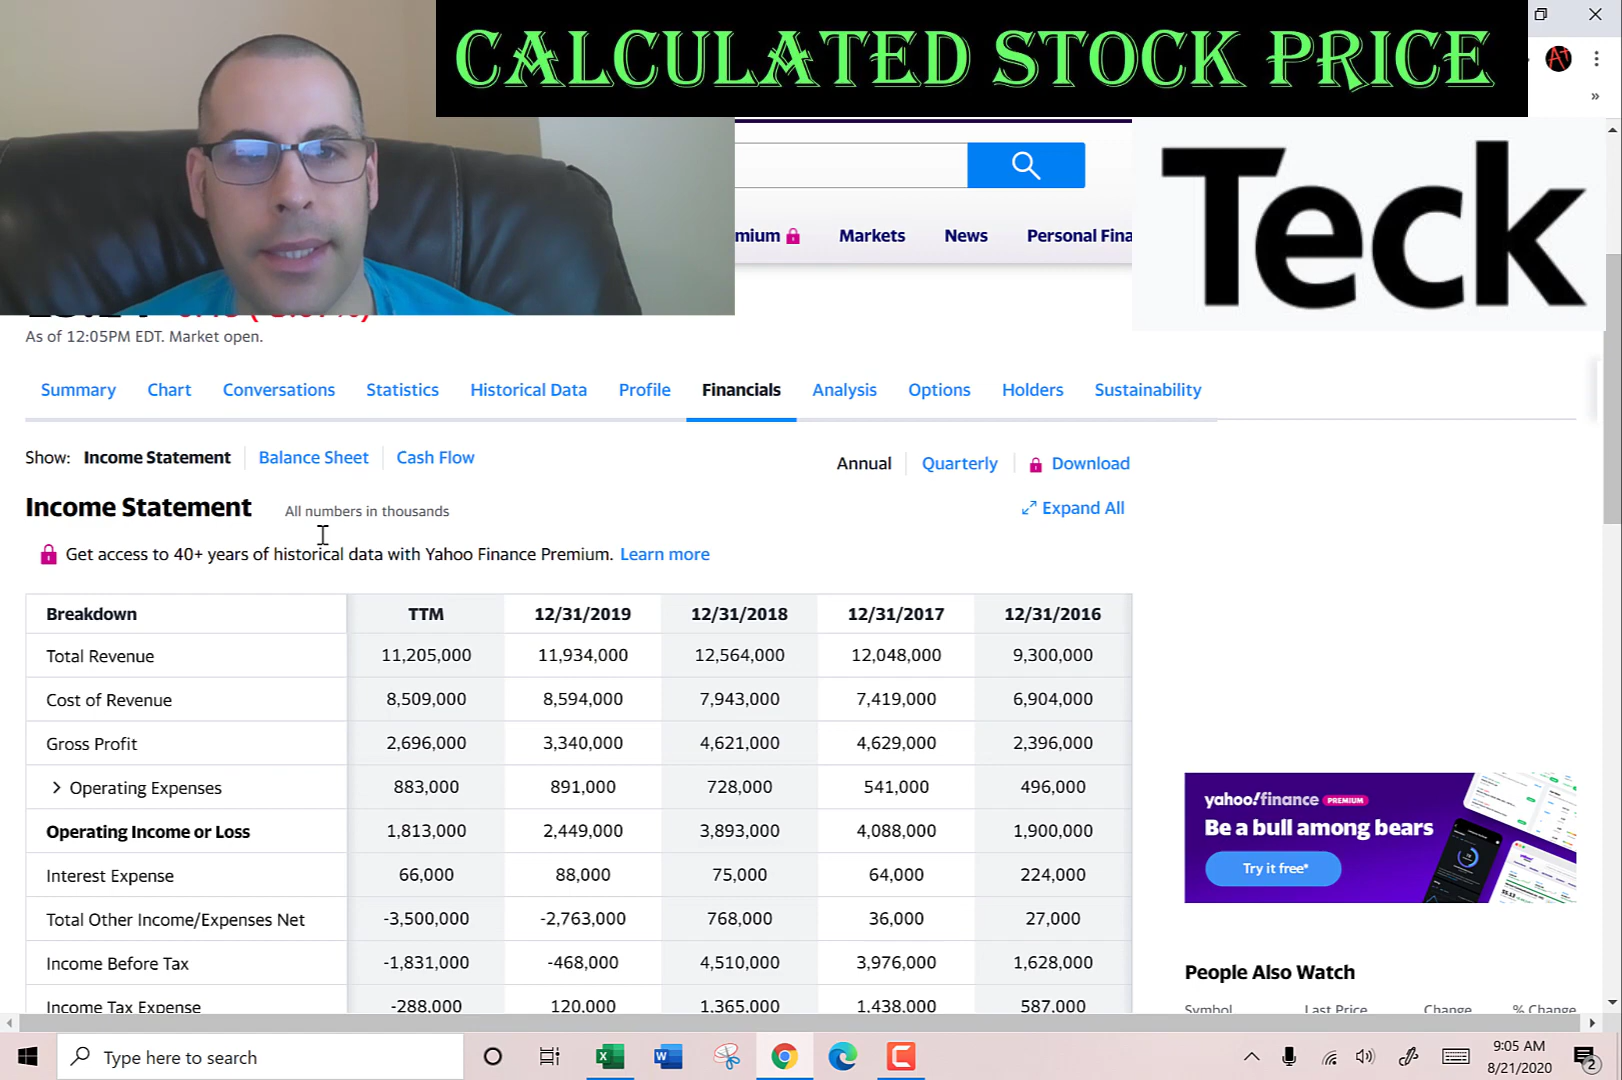 CALCULATED STOCK PRICE
Teck
mium
Markets
News
Personal Fina
As of 12:05PM EDT. Market open.
Summary Chart Conversations Statistics Historical Data Profile Financials Analysis Options Holders Sustainability
Show: Income Statement Balance Sheet Cash Flow
Annual Quarterly Download
Income Statement All numbers in thousands
Expand All
Get access to 40+ years of historical data with Yahoo Finance Premium. Learn more
Breakdown TTM 12/31/2019 12/31/2018 12/31/2017 12/31/2016
Total Revenue 11,205,000 11,934,000 12,564,000 12,048,000 9,300,000
Cost of Revenue 8,509,000 8,594,000 7,943,000 7,419,000 6,904,000
Gross Profit 2,696,000 3,340,000 4,621,000 4,629,000 2,396,000
Operating Expenses 883,000 891,000 728,000 541,000 496,000
Operating Income or Loss 1,813,000 2,449,000 3,893,000 4,088,000 1,900,000
Interest Expense 66,000 88,000 75,000 64,000 224,000
Total Other Income/Expenses Net -3,500,000 -2,763,000 768,000 36,000 27,000
Income Before Tax -1,831,000 -468,000 4,510,000 3,976,000 1,628,000
Income Tax Expense -288,000 120,000 1,365,000 1,438,000 587,000
yahoo!finance PREMIUM
Be a bull among bears
Try it free*
People Also Watch
Symbol Last Price Change % Change
Type here to search
9:05 AM
8/21/2020
2